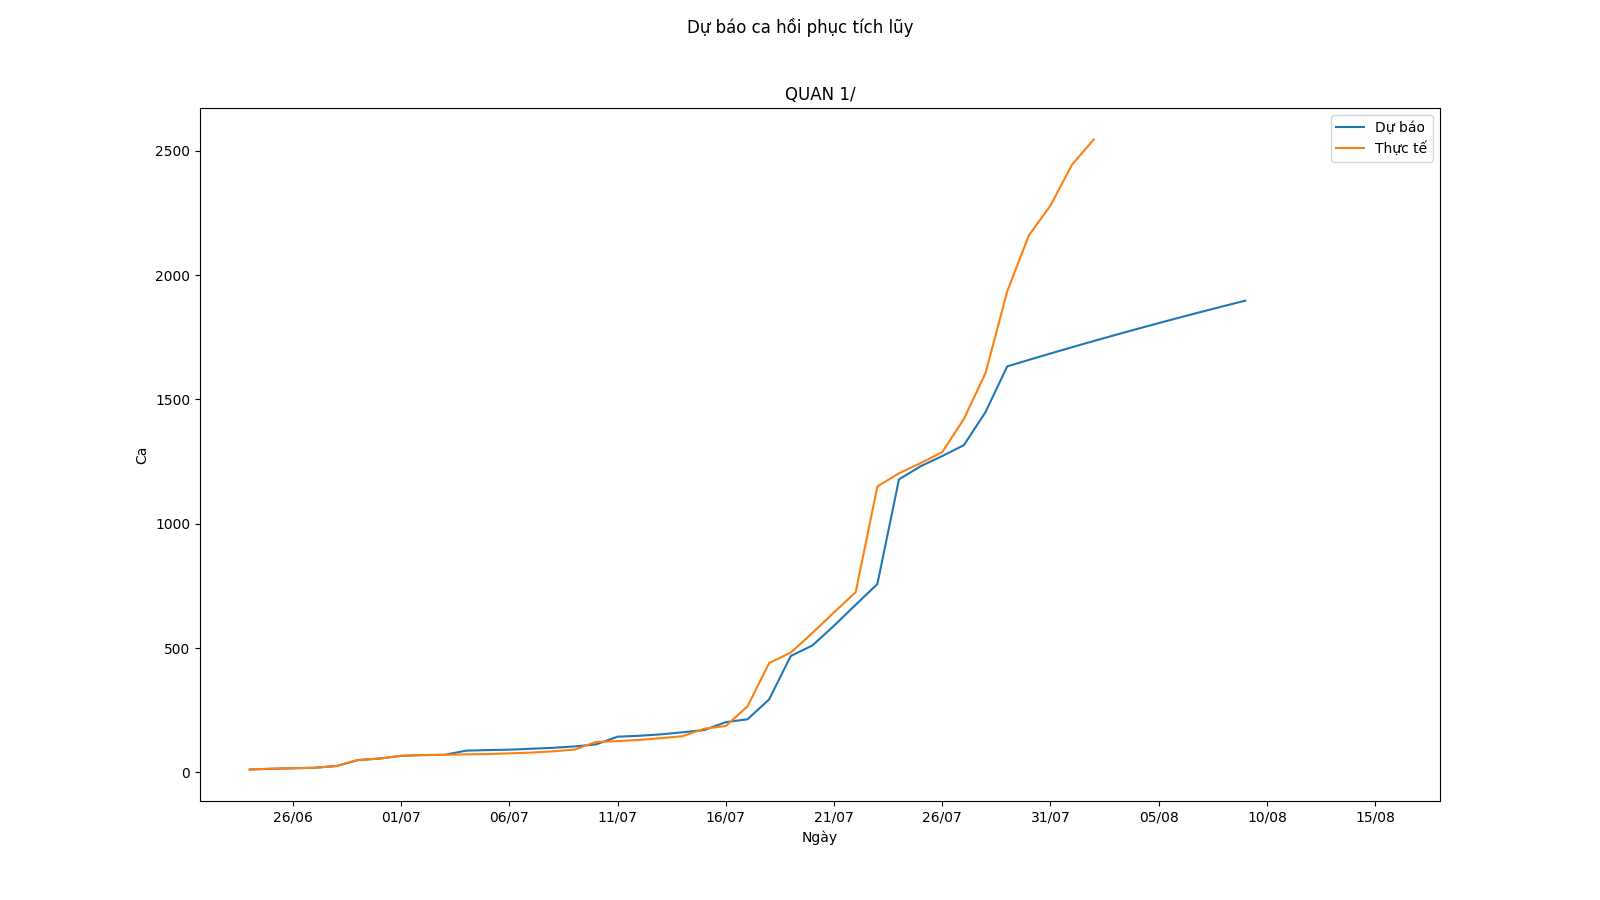 Dự báo ca hồi phục tích lũy
QUAN 1/
Dự báo
Thực tế
2500
2000
1500
1000
500
0
Ca
26/06 01/07 06/07 11/07 16/07 21/07 26/07 31/07 05/08 10/08 15/08
Ngày